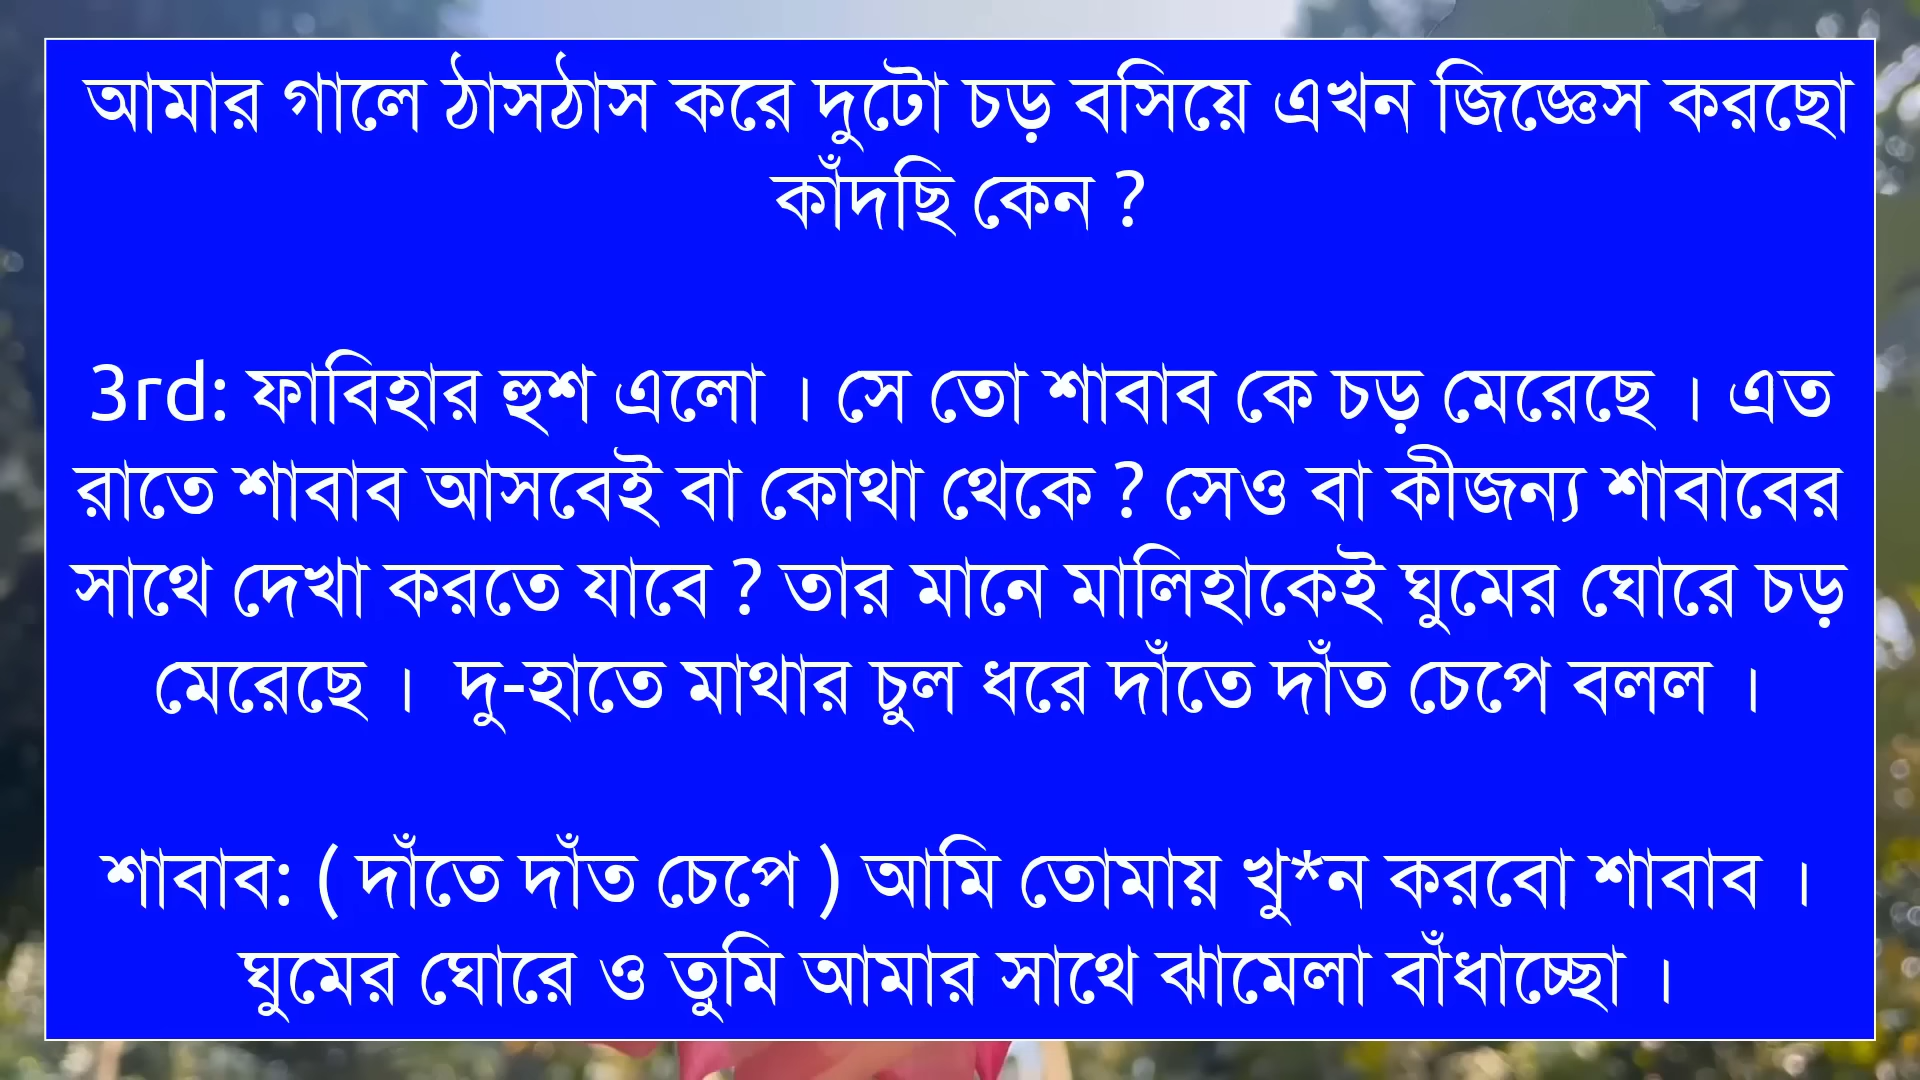 আমার গালে ঠাসঠাস করে দুটো চড় বসিয়ে এখন জিজ্ঞেস করছো
কাঁদছি কেন ?
3rd: ফাবিহার হুশ এলো । সে তো শাবাব কে চড় মেরেছে । এত
রাতে শাবাব আসবেই বা কোথা থেকে ? সেও বা কীজন্য শাবাবের
সাথে দেখা করতে যাবে ? তার মানে মালিহাকেই ঘুমের ঘোরে চড়
মেরেছে । দু-হাতে মাথার চুল ধরে দাঁতে দাঁত চেপে বলল ।
শাবাব: ( দাঁতে দাঁত চেপে ) আমি তোমায় খু*ন করবো শাবাব ।
ঘুমের ঘোরে ও তুমি আমার সাথে ঝামেলা বাঁধাচ্ছো ।